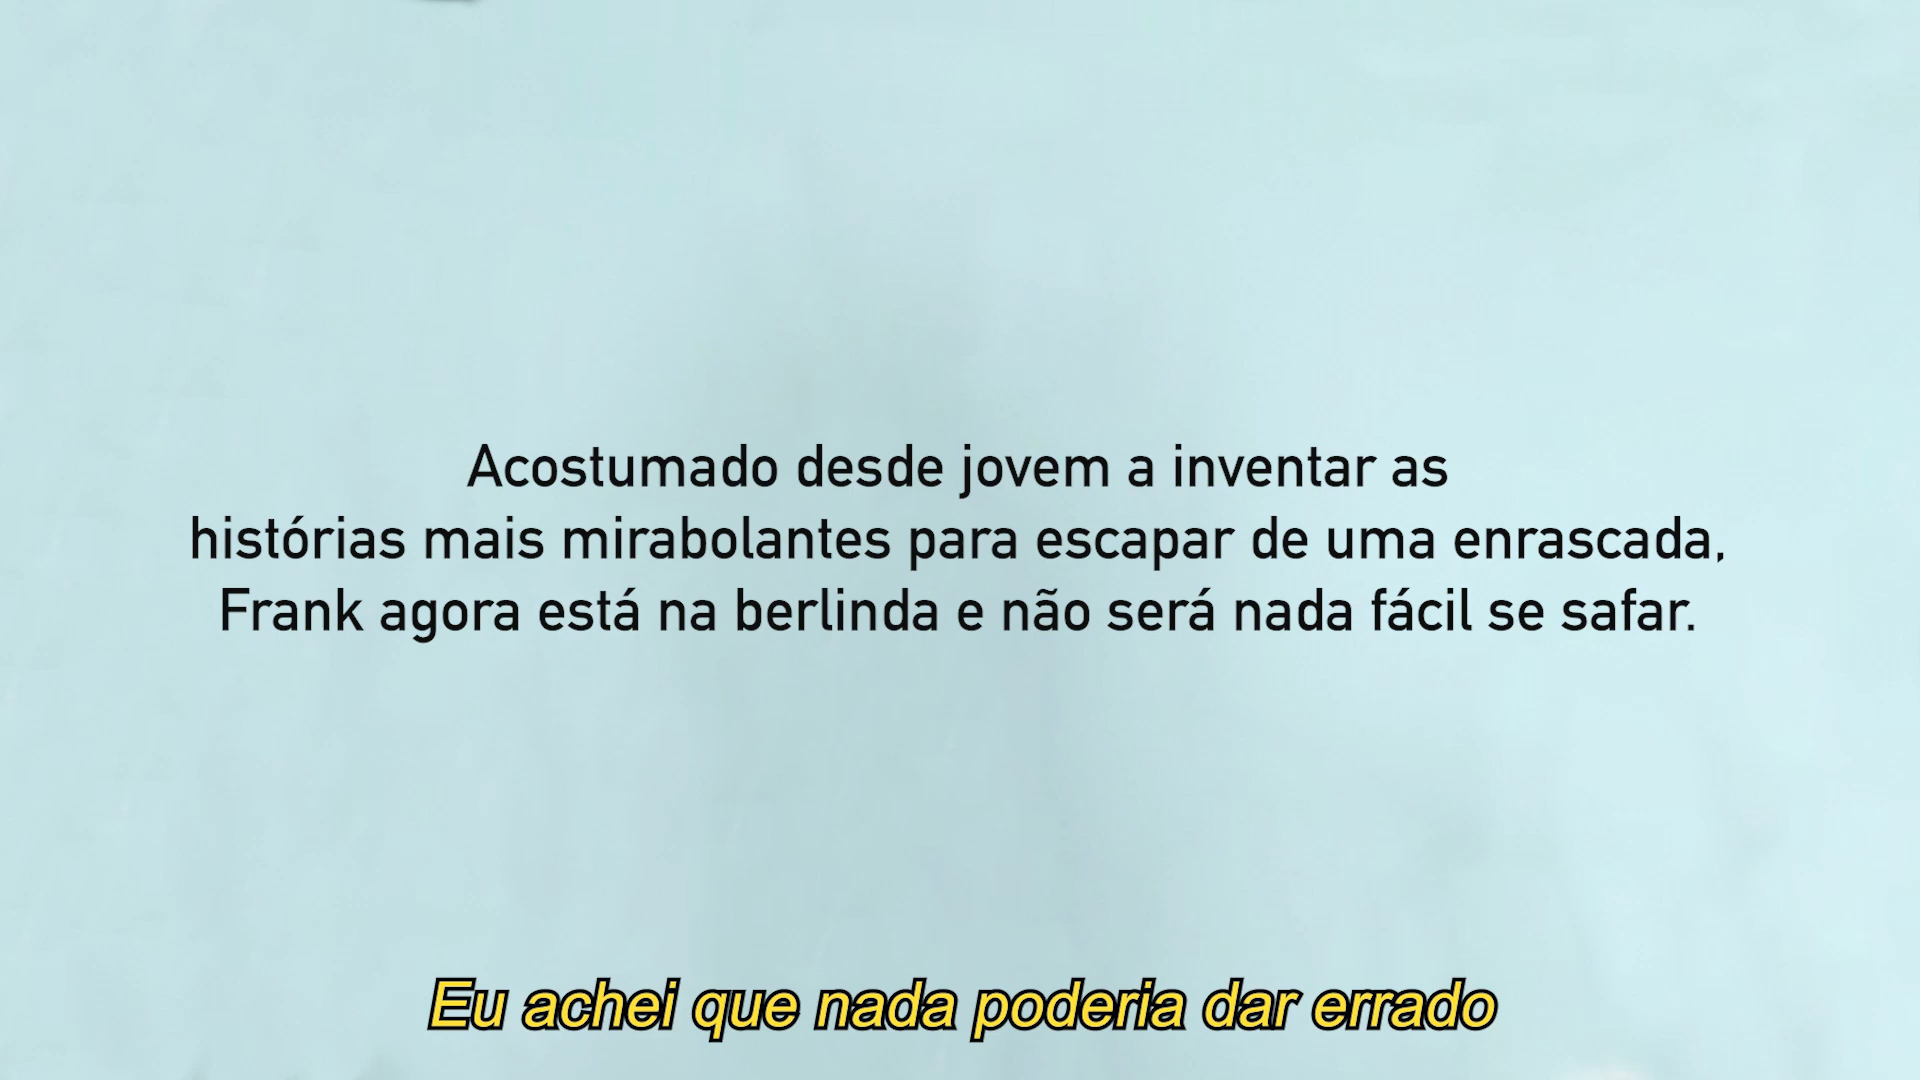 Acostumado desde jovem a inventar as
histórias mais mirabolantes para escapar de uma enrascada,
Frank agora está na berlinda e não será nada fácil se safar.
Eu achei que nada poderia dar errado